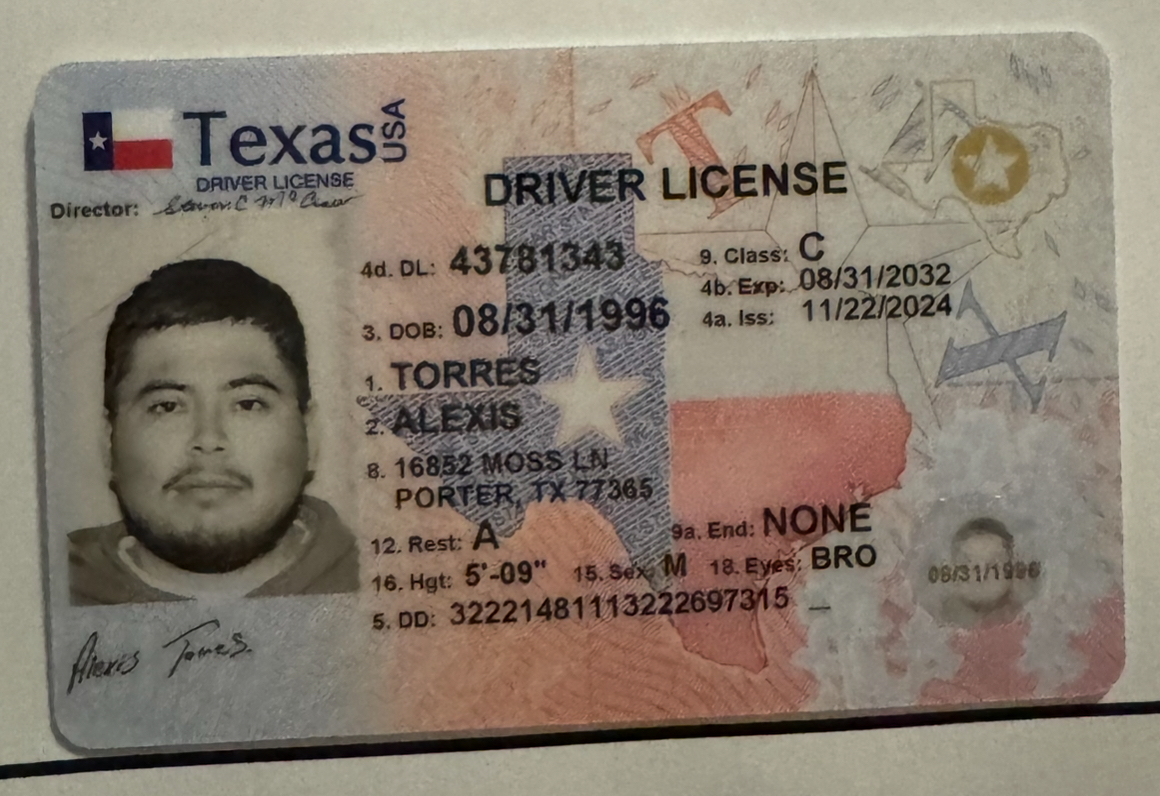 Texas USA
DRIVER LICENSE
Director: Steven C McCraw
DRIVER LICENSE
4d. DL: 43781343
9. Class: C
4b. Exp: 08/31/2032
3. DOB: 08/31/1996
4a. Iss: 11/22/2024
1. TORRES
2. ALEXIS
8. 16852 MOSS LN
PORTER, TX 77365
12. Rest: A
9a. End: NONE
16. Hgt: 5'-09"
15. Sex: M
18. Eyes: BRO
5. DD: 32221481113222697315
08/31/1996
Alexis Torres